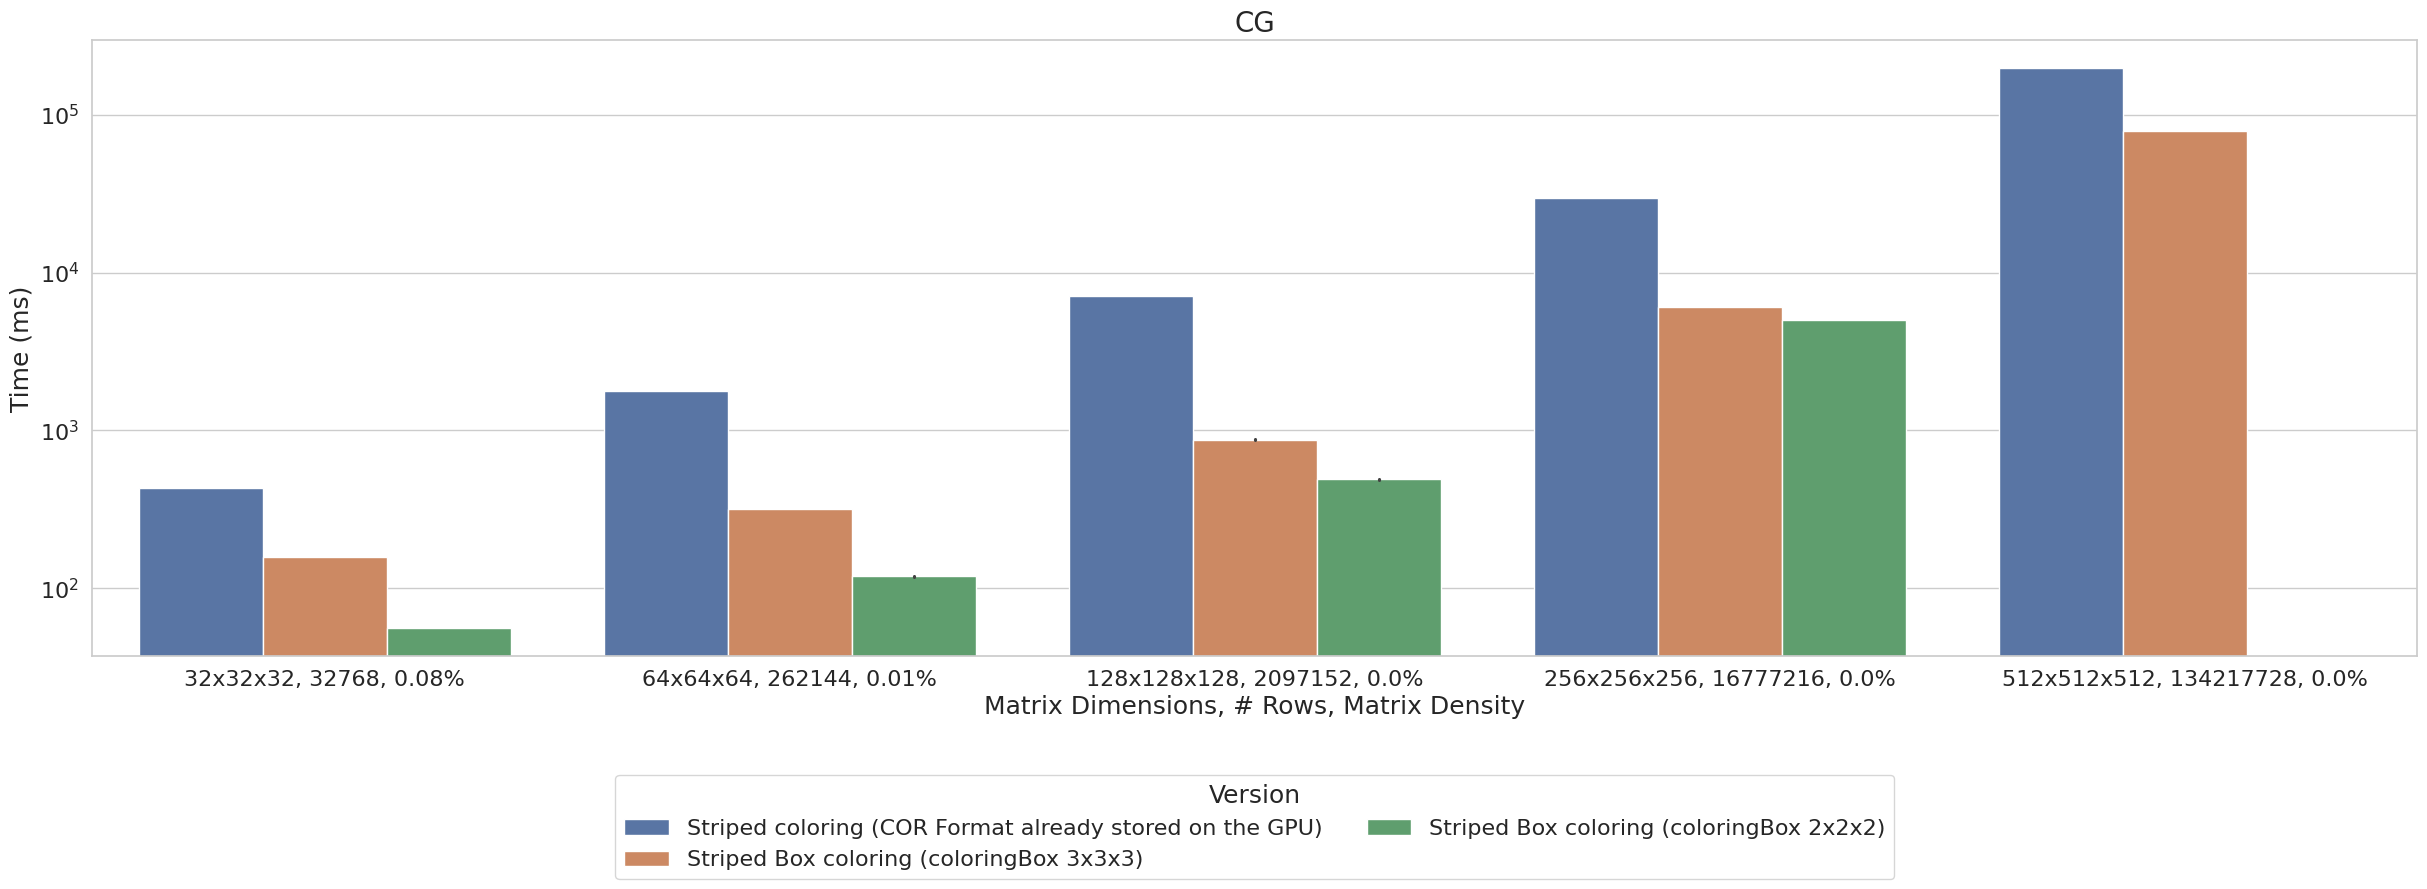 CG
10^5
10^4
10^3
10^2
Time (ms)
32x32x32, 32768, 0.08%
64x64x64, 262144, 0.01%
128x128x128, 2097152, 0.0%
256x256x256, 16777216, 0.0%
512x512x512, 134217728, 0.0%
Matrix Dimensions, # Rows, Matrix Density
Version
Striped coloring (COR Format already stored on the GPU)
Striped Box coloring (coloringBox 3x3x3)
Striped Box coloring (coloringBox 2x2x2)